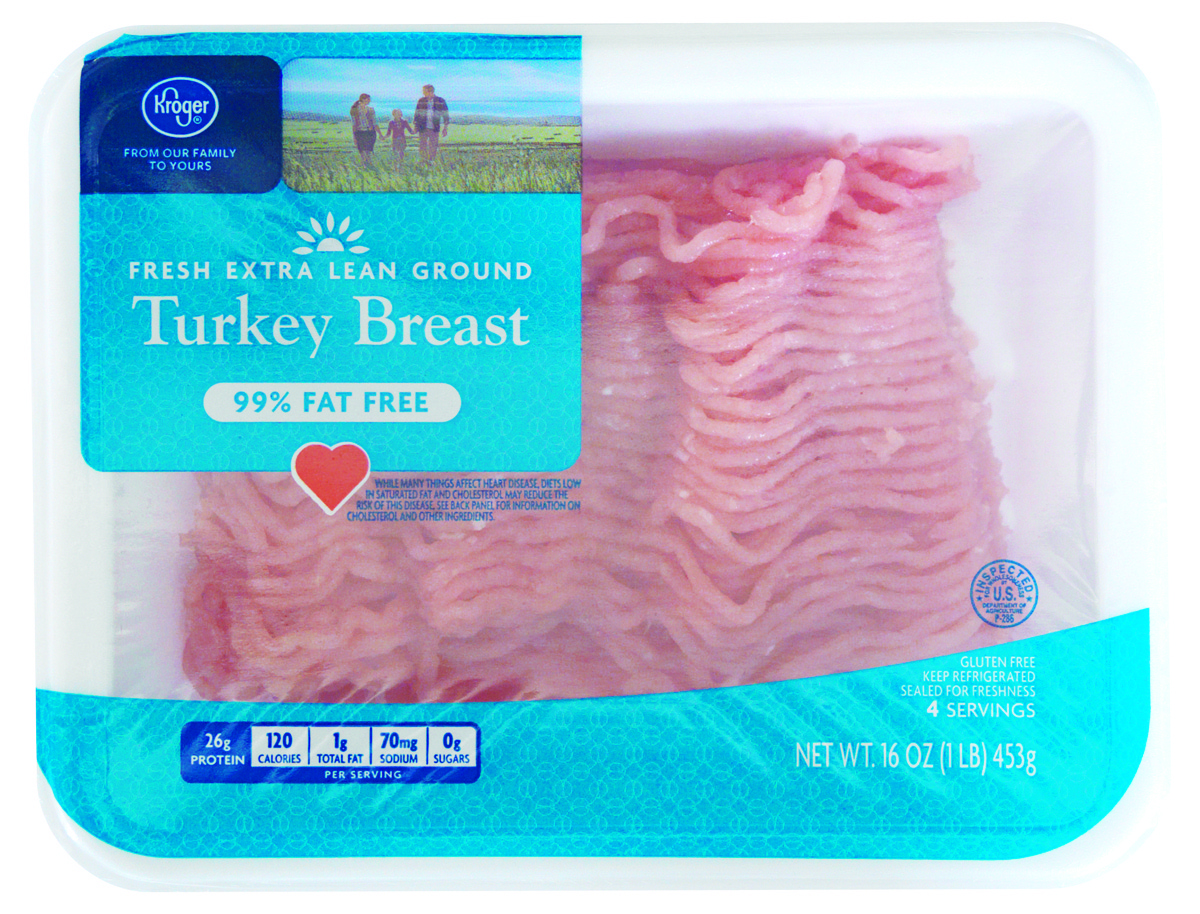 Kroger®
FROM OUR FAMILY
TO YOURS
FRESH EXTRA LEAN GROUND
Turkey Breast
99% FAT FREE
WHILE MANY THINGS AFFECT HEART DISEASE, DIETS LOW
IN SATURATED FAT AND CHOLESTEROL MAY REDUCE THE
RISK OF THIS DISEASE, SEE BACK PANEL FOR INFORMATION ON
CHOLESTEROL AND OTHER INGREDIENTS.
INSPECTED
FOR WHOLESOMENESS
BY
U.S.
DEPARTMENT OF
AGRICULTURE
P-286
GLUTEN FREE
KEEP REFRIGERATED
SEALED FOR FRESHNESS
4 SERVINGS
26g PROTEIN
120 CALORIES
1g TOTAL FAT
70mg SODIUM
0g SUGARS
PER SERVING
NET WT. 16 OZ (1 LB) 453g